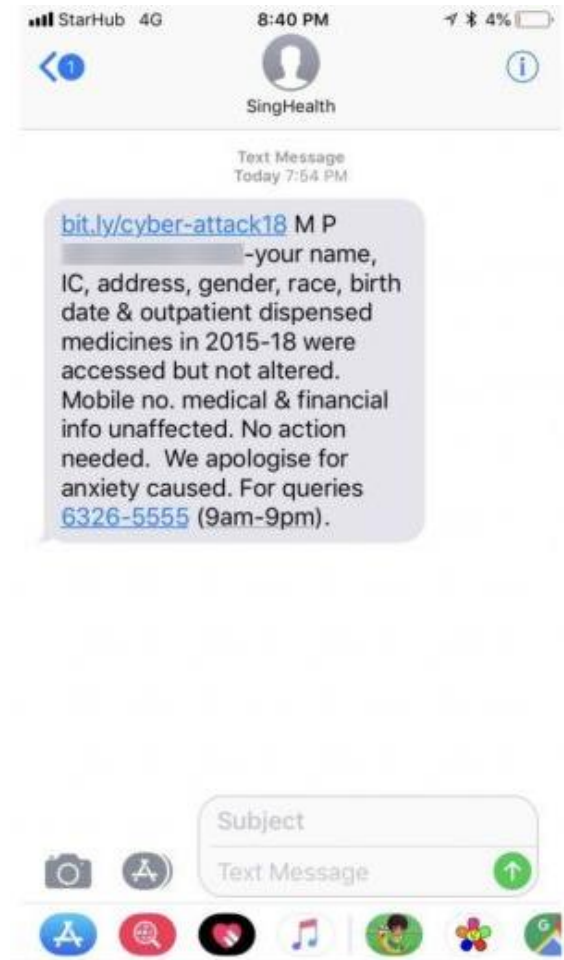 StarHub 4G 8:40 PM 4%
1
SingHealth
Text Message
Today 7:54 PM
bit.ly/cyber-attack18 M P
-your name,
IC, address, gender, race, birth
date & outpatient dispensed
medicines in 2015-18 were
accessed but not altered.
Mobile no. medical & financial
info unaffected. No action
needed.  We apologise for
anxiety caused. For queries
6326-5555 (9am-9pm).
Subject
Text Message
G